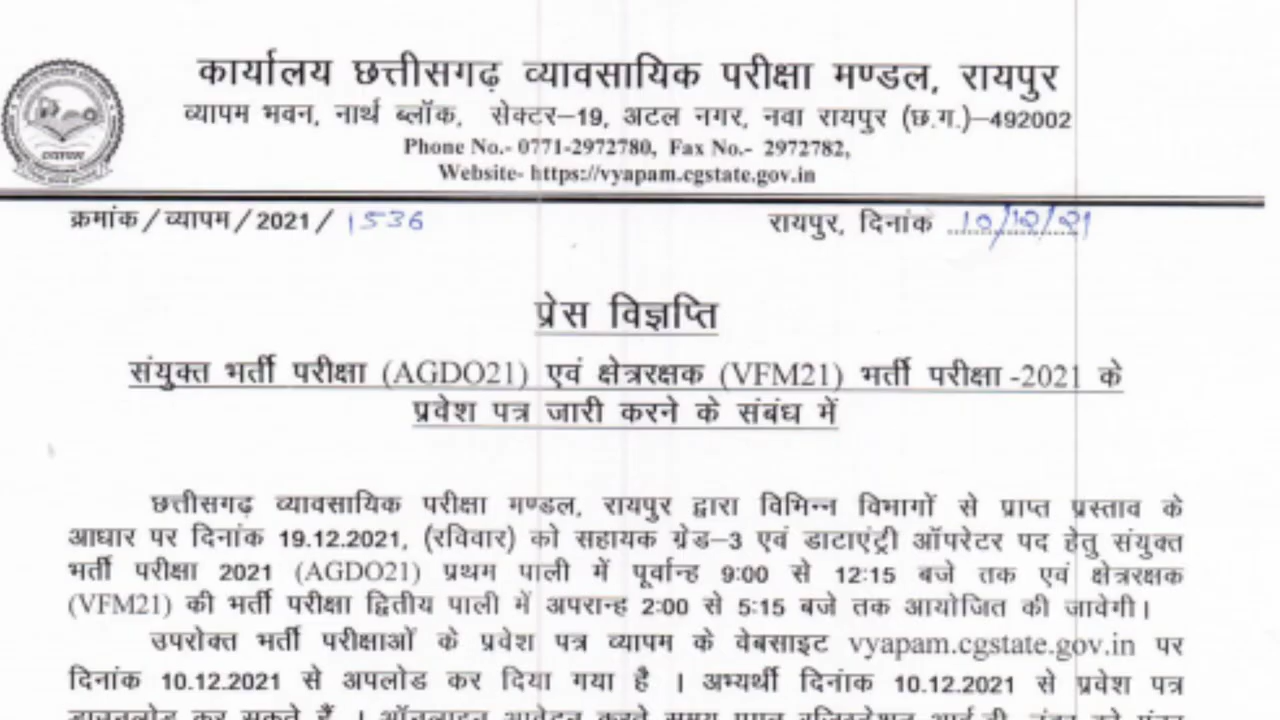 कार्यालय छत्तीसगढ़ व्यावसायिक परीक्षा मण्डल, रायपुर
व्यापम भवन, नार्थ ब्लॉक, सेक्टर–19, अटल नगर, नवा रायपुर (छ.ग.)–492002
Phone No.- 0771-2972780, Fax No.- 2972782,
Website- https://vyapam.cgstate.gov.in
क्रमांक/व्यापम/2021/ 1536 रायपुर, दिनांक 10/12/21
प्रेस विज्ञप्ति
संयुक्त भर्ती परीक्षा (AGDO21) एवं क्षेत्ररक्षक (VFM21) भर्ती परीक्षा -2021 के
प्रवेश पत्र जारी करने के संबंध में
छत्तीसगढ़ व्यावसायिक परीक्षा मण्डल, रायपुर द्वारा विभिन्न विभागों से प्राप्त प्रस्ताव के
आधार पर दिनांक 19.12.2021, (रविवार) को सहायक ग्रेड–3 एवं डाटाएंट्री ऑपरेटर पद हेतु संयुक्त
भर्ती परीक्षा 2021 (AGDO21) प्रथम पाली में पूर्वान्ह 9:00 से 12:15 बजे तक एवं क्षेत्ररक्षक
(VFM21) की भर्ती परीक्षा द्वितीय पाली में अपरान्ह 2:00 से 5:15 बजे तक आयोजित की जावेगी।
उपरोक्त भर्ती परीक्षाओं के प्रवेश पत्र व्यापम के वेबसाइट vyapam.cgstate.gov.in पर
दिनांक 10.12.2021 से अपलोड कर दिया गया है । अभ्यर्थी दिनांक 10.12.2021 से प्रवेश पत्र